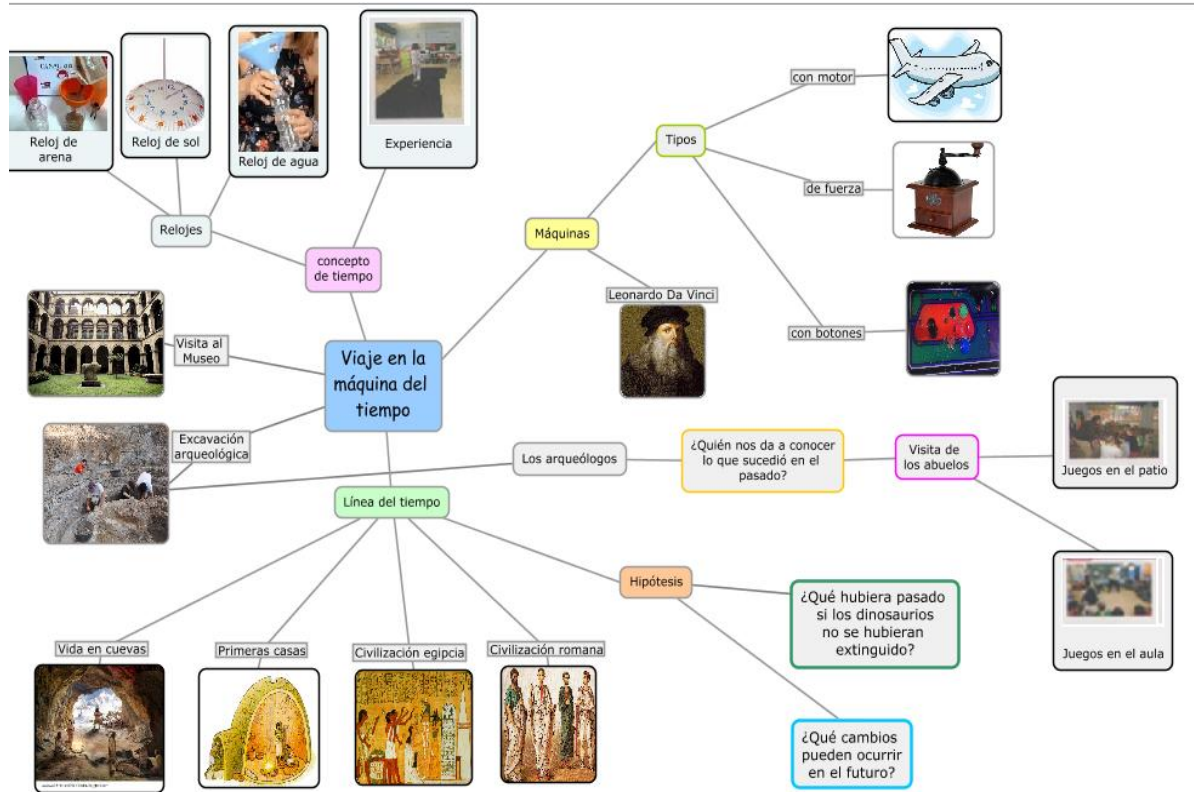 Reloj de
arena
Reloj de sol
Reloj de agua
Experiencia
con motor
Tipos
de fuerza
Relojes
Máquinas
concepto
de tiempo
Leonardo Da Vinci
con botones
Visita al
Museo
Viaje en la
máquina del
tiempo
Excavación
arqueológica
Los arqueólogos
¿Quién nos da a conocer
lo que sucedió en el
pasado?
Visita de
los abuelos
Juegos en el patio
Línea del tiempo
Hipótesis
¿Qué hubiera pasado
si los dinosaurios
no se hubieran
extinguido?
Juegos en el aula
Vida en cuevas
Primeras casas
Civilización egipcia
Civilización romana
¿Qué cambios
pueden ocurrir
en el futuro?